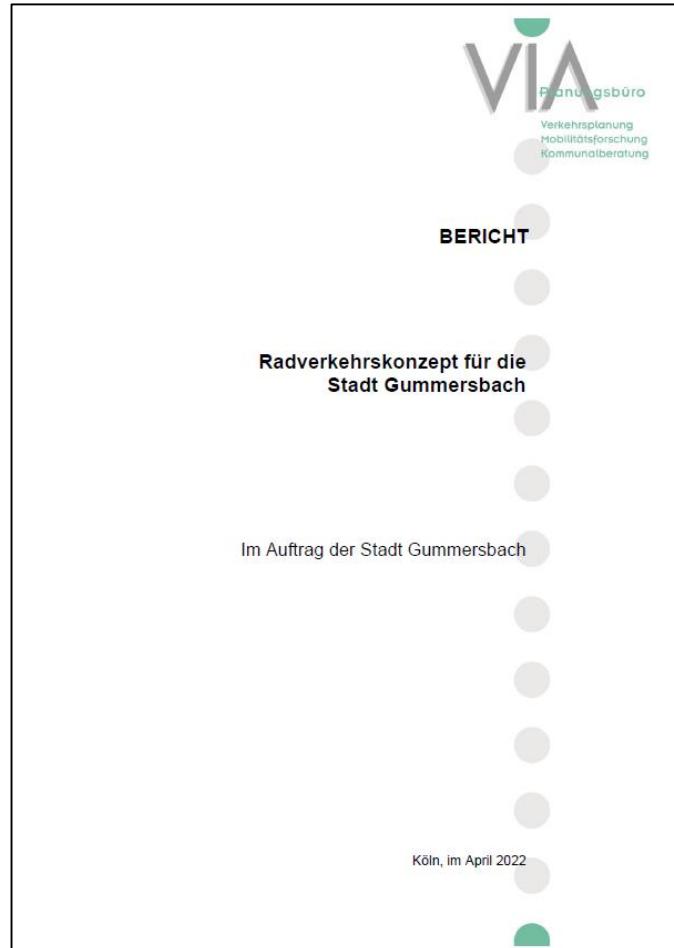 VIA
Planungsbüro
Verkehrsplanung
Mobilitätsforschung
Kommunalberatung
BERICHT
Radverkehrskonzept für die
Stadt Gummersbach
Im Auftrag der Stadt Gummersbach
Köln, im April 2022